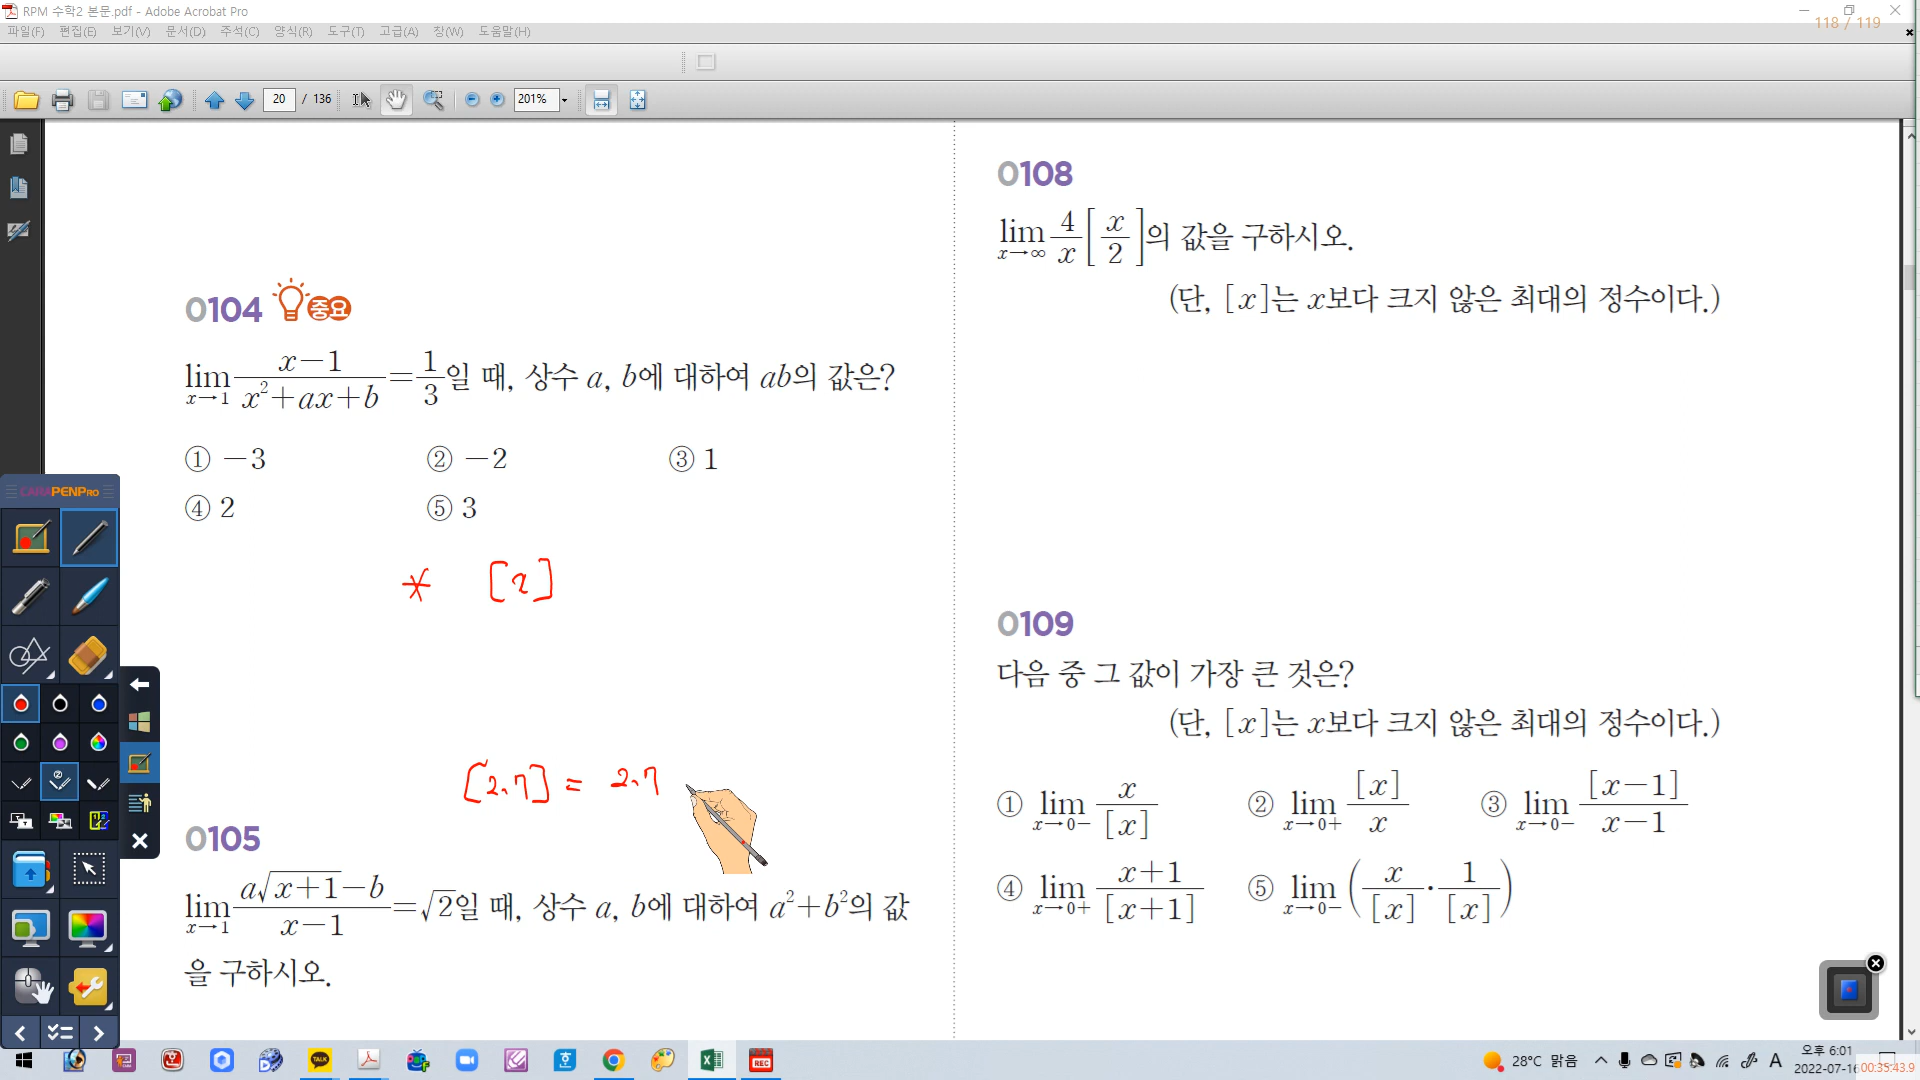 RPM 수학2 본문.pdf - Adobe Acrobat Pro
118 / 119
파일(F) 편집(E) 보기(V) 문서(D) 주석(C) 양식(R) 도구(T) 고급(A) 창(W) 도움말(H)
20 / 136 201%
0104 중요
lim x→1 (x−1)/(x²+ax+b) = 1/3일 때, 상수 a, b에 대하여 ab의 값은?
① −3 ② −2 ③ 1
④ 2 ⑤ 3
* [x]
[2.7] = 2.7
0105
lim x→1 (a√(x+1)−b)/(x−1) = √2일 때, 상수 a, b에 대하여 a²+b²의 값
을 구하시오.
0108
lim x→∞ 4/x [x/2]의 값을 구하시오.
(단, [x]는 x보다 크지 않은 최대의 정수이다.)
0109
다음 중 그 값이 가장 큰 것은?
(단, [x]는 x보다 크지 않은 최대의 정수이다.)
① lim x→0− x/[x] ② lim x→0+ [x]/x ③ lim x→0− [x−1]/(x−1)
④ lim x→0+ (x+1)/[x+1] ⑤ lim x→0− (x/[x] · 1/[x])
CARAPENPRO
TALK
REC
28°C 맑음
A
오후 6:01
2022-07-16
00:35:43.9